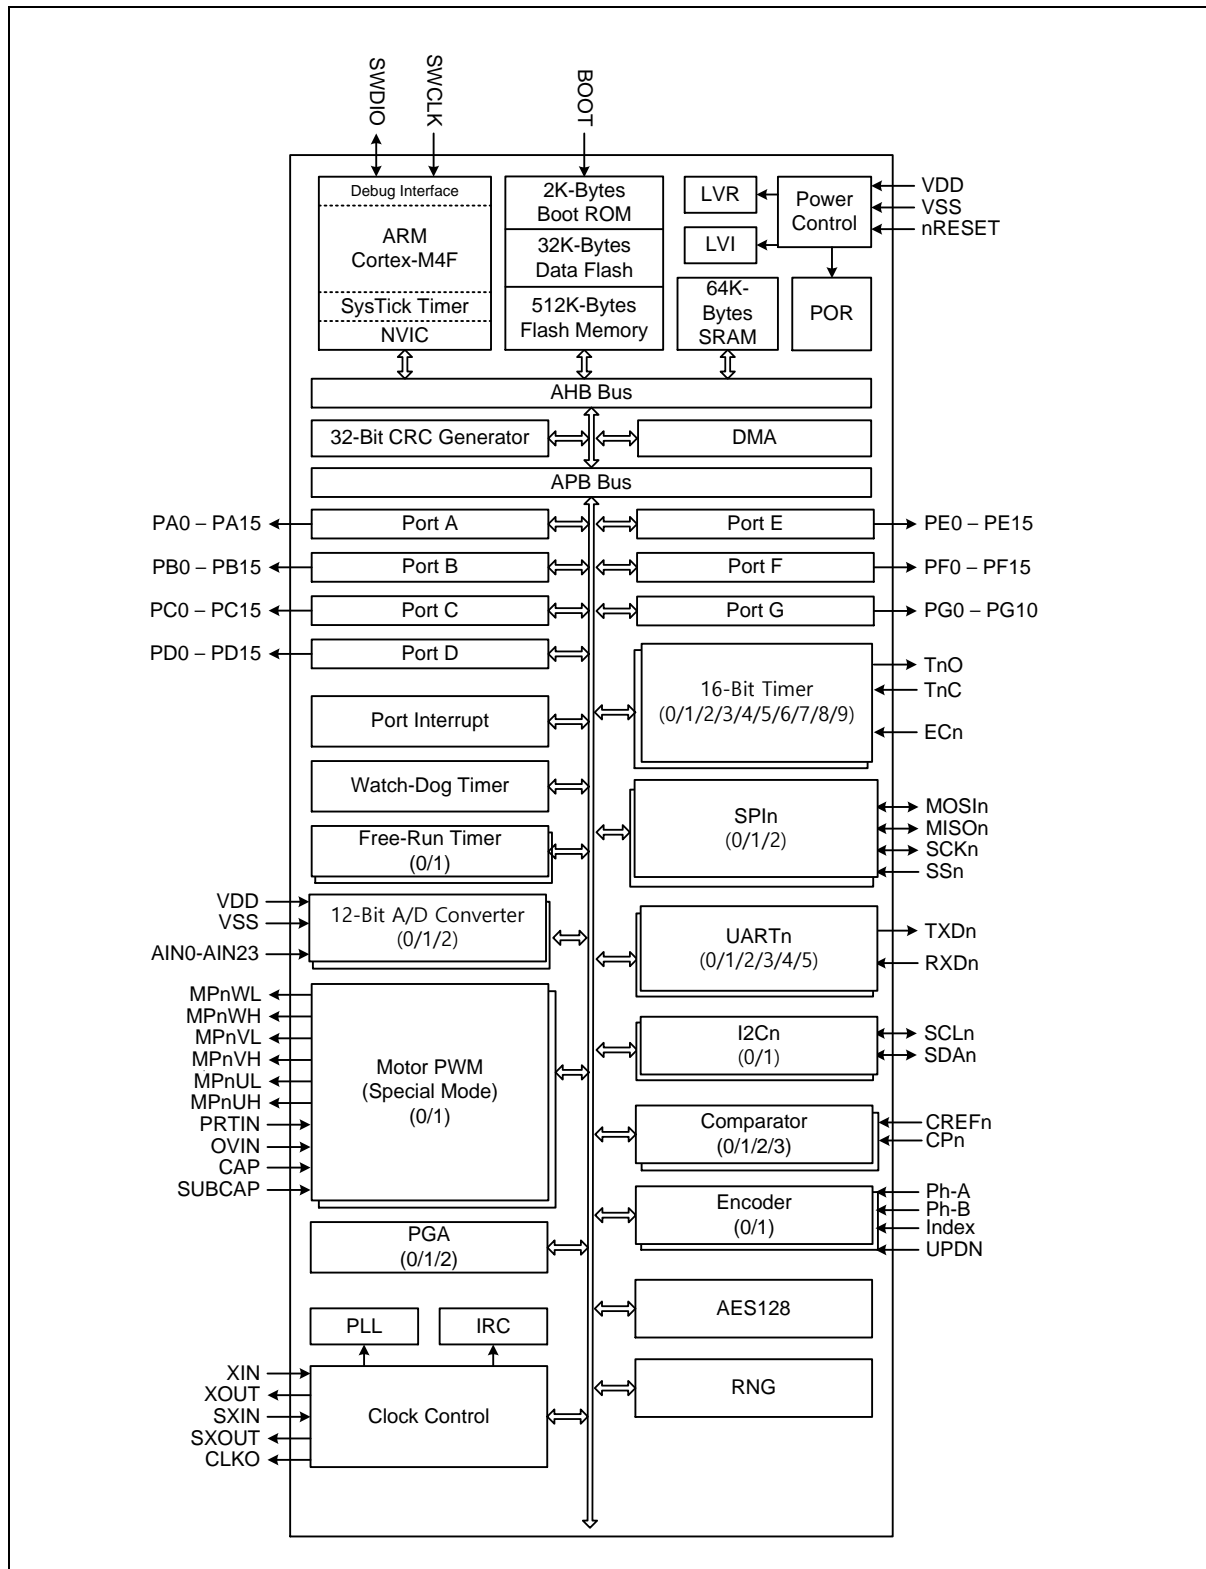 SWDIO
SWCLK
BOOT
Debug Interface
ARM
Cortex-M4F
SysTick Timer
NVIC
2K-Bytes
Boot ROM
32K-Bytes
Data Flash
512K-Bytes
Flash Memory
LVR
LVI
64K-
Bytes
SRAM
Power
Control
POR
VDD
VSS
nRESET
AHB Bus
32-Bit CRC Generator
DMA
APB Bus
PA0 – PA15
Port A
Port E
PE0 – PE15
PB0 – PB15
Port B
Port F
PF0 – PF15
PC0 – PC15
Port C
Port G
PG0 – PG10
PD0 – PD15
Port D
16-Bit Timer
(0/1/2/3/4/5/6/7/8/9)
TnO
TnC
ECn
Port Interrupt
Watch-Dog Timer
Free-Run Timer
(0/1)
SPIn
(0/1/2)
MOSIn
MISOn
SCKn
SSn
VDD
VSS
AIN0-AIN23
12-Bit A/D Converter
(0/1/2)
UARTn
(0/1/2/3/4/5)
TXDn
RXDn
MPnWL
MPnWH
MPnVL
MPnVH
MPnUL
MPnUH
PRTIN
OVIN
CAP
SUBCAP
Motor PWM
(Special Mode)
(0/1)
I2Cn
(0/1)
SCLn
SDAn
Comparator
(0/1/2/3)
CREFn
CPn
Encoder
(0/1)
Ph-A
Ph-B
Index
UPDN
PGA
(0/1/2)
AES128
PLL
IRC
XIN
XOUT
SXIN
SXOUT
CLKO
Clock Control
RNG